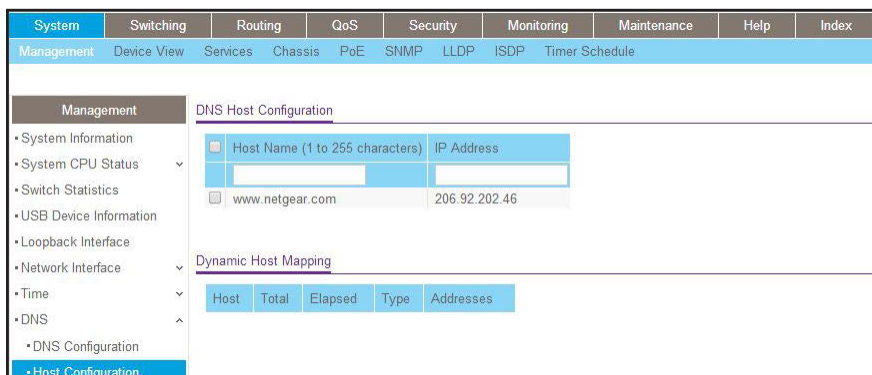 System Switching Routing QoS Security Monitoring Maintenance Help Index
Management Device View Services Chassis PoE SNMP LLDP ISDP Timer Schedule
Management
System Information
System CPU Status
Switch Statistics
USB Device Information
Loopback Interface
Network Interface
Time
DNS
DNS Configuration
Host Configuration
DNS Host Configuration
Host Name (1 to 255 characters) IP Address
www.netgear.com 206.92.202.46
Dynamic Host Mapping
Host Total Elapsed Type Addresses